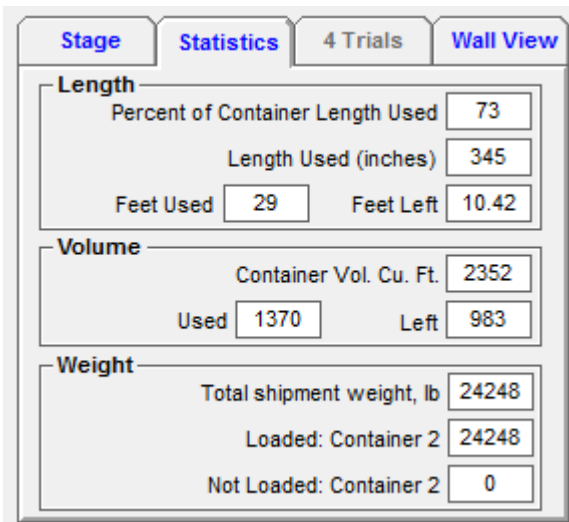 Stage Statistics 4 Trials Wall View
Length
Percent of Container Length Used 73
Length Used (inches) 345
Feet Used 29 Feet Left 10.42
Volume
Container Vol. Cu. Ft. 2352
Used 1370 Left 983
Weight
Total shipment weight, lb 24248
Loaded: Container 2 24248
Not Loaded: Container 2 0